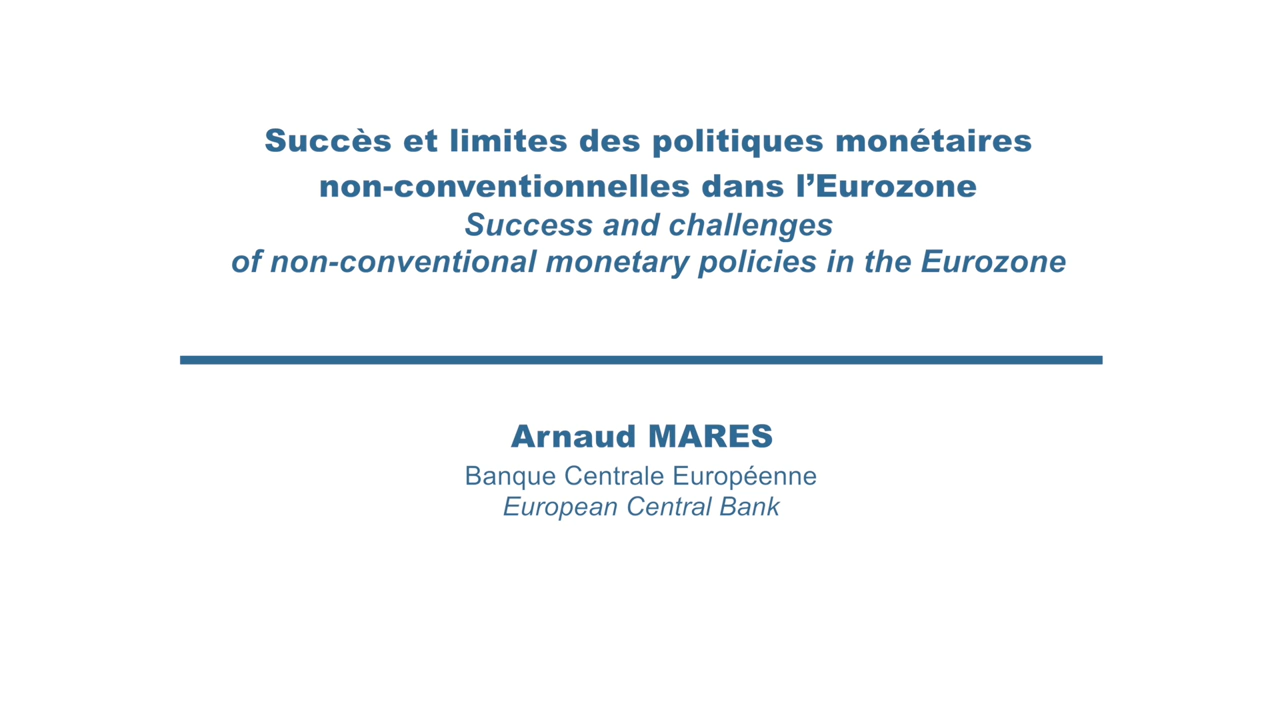 Succès et limites des politiques monétaires
non-conventionnelles dans l’Eurozone
Success and challenges
of non-conventional monetary policies in the Eurozone
Arnaud MARES
Banque Centrale Européenne
European Central Bank